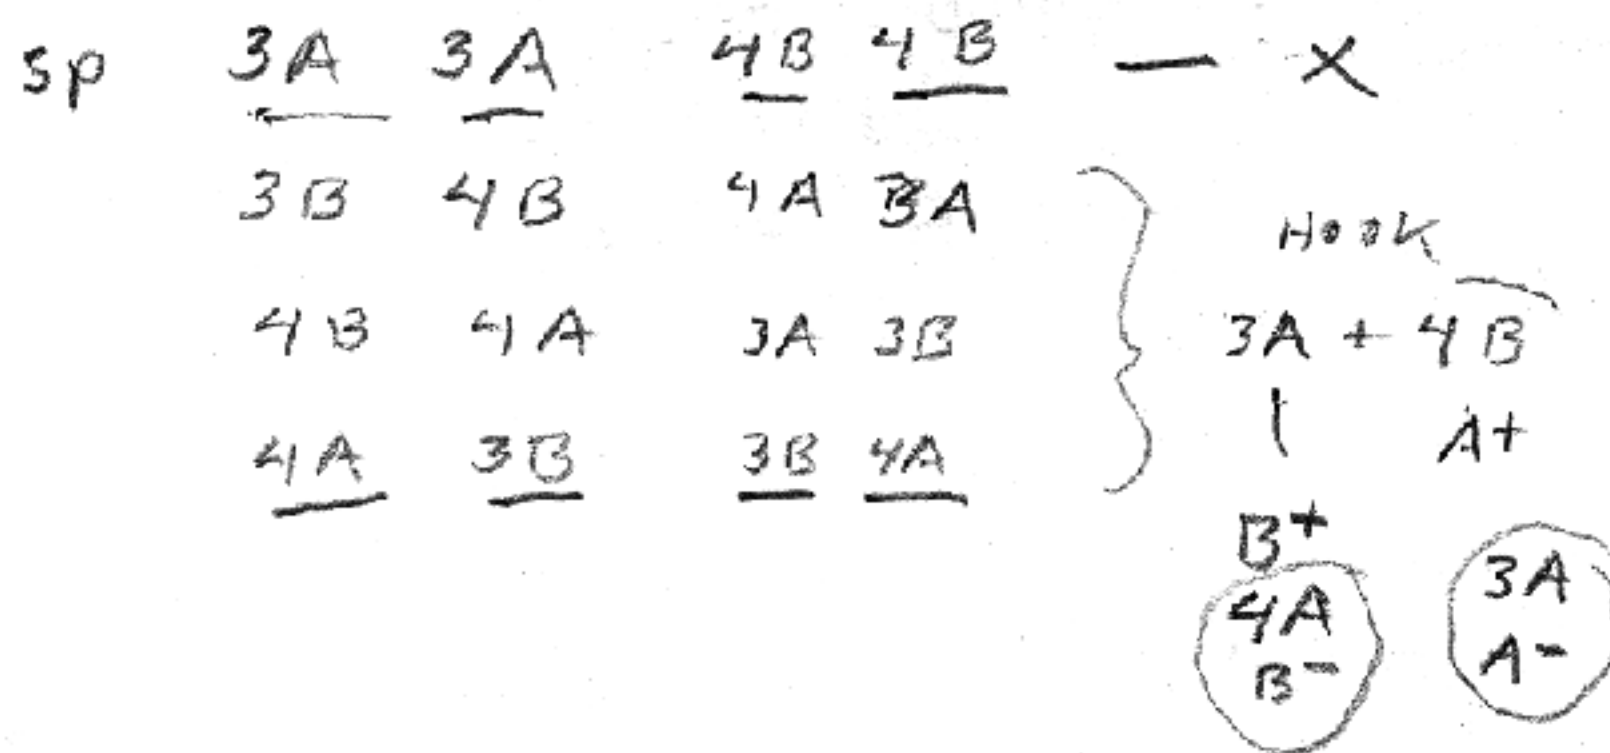 sp 3A 3A 4B 4B — X
3B 4B 4A 3A
HOOK
4B 4A 3A 3B 3A + 4B
A+
4A 3B 3B 4A
B+
4A 3A
B- A-